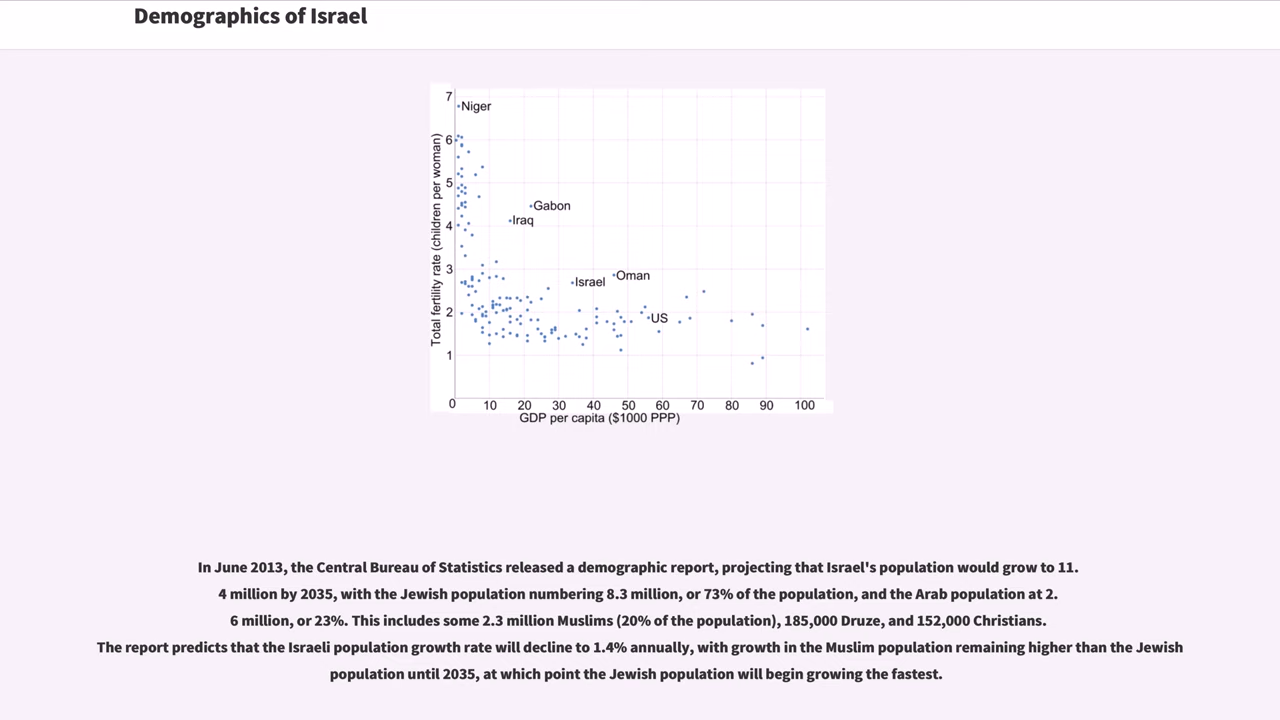 Demographics of Israel
7
Niger
6
5
Gabon
Iraq
4
3
Oman
Israel
2
US
1
0 10 20 30 40 50 60 70 80 90 100
Total fertility rate (children per woman)
GDP per capita ($1000 PPP)
In June 2013, the Central Bureau of Statistics released a demographic report, projecting that Israel's population would grow to 11.
4 million by 2035, with the Jewish population numbering 8.3 million, or 73% of the population, and the Arab population at 2.
6 million, or 23%. This includes some 2.3 million Muslims (20% of the population), 185,000 Druze, and 152,000 Christians.
The report predicts that the Israeli population growth rate will decline to 1.4% annually, with growth in the Muslim population remaining higher than the Jewish
population until 2035, at which point the Jewish population will begin growing the fastest.